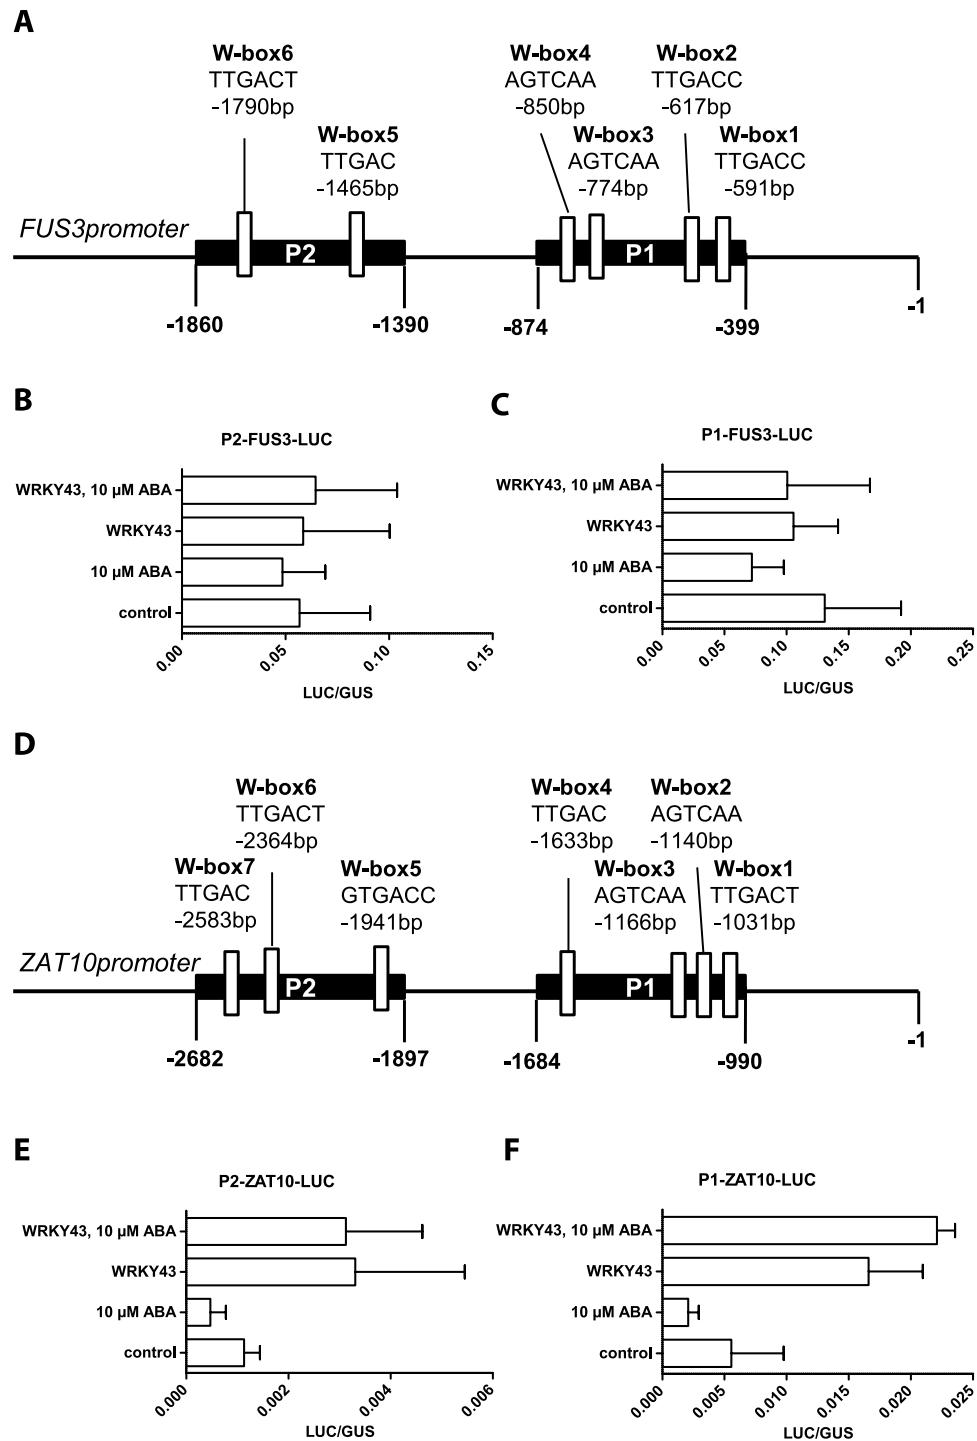 A
W-box6
TTGACT
-1790bp
W-box5
TTGAC
-1465bp
W-box4
AGTCAA
-850bp
W-box3
AGTCAA
-774bp
W-box2
TTGACC
-617bp
W-box1
TTGACC
-591bp
FUS3promoter
P2
P1
-1860
-1390
-874
-399
-1
B
P2-FUS3-LUC
WRKY43, 10 µM ABA
WRKY43
10 µM ABA
control
0.00
0.05
0.10
0.15
LUC/GUS
C
P1-FUS3-LUC
WRKY43, 10 µM ABA
WRKY43
10 µM ABA
control
0.00
0.05
0.10
0.15
0.20
0.25
LUC/GUS
D
W-box6
TTGACT
-2364bp
W-box7
TTGAC
-2583bp
W-box5
GTGACC
-1941bp
W-box4
TTGAC
-1633bp
W-box3
AGTCAA
-1166bp
W-box2
AGTCAA
-1140bp
W-box1
TTGACT
-1031bp
ZAT10promoter
P2
P1
-2682
-1897
-1684
-990
-1
E
P2-ZAT10-LUC
WRKY43, 10 µM ABA
WRKY43
10 µM ABA
control
0.000
0.002
0.004
0.006
LUC/GUS
F
P1-ZAT10-LUC
WRKY43, 10 µM ABA
WRKY43
10 µM ABA
control
0.000
0.005
0.010
0.015
0.020
0.025
LUC/GUS